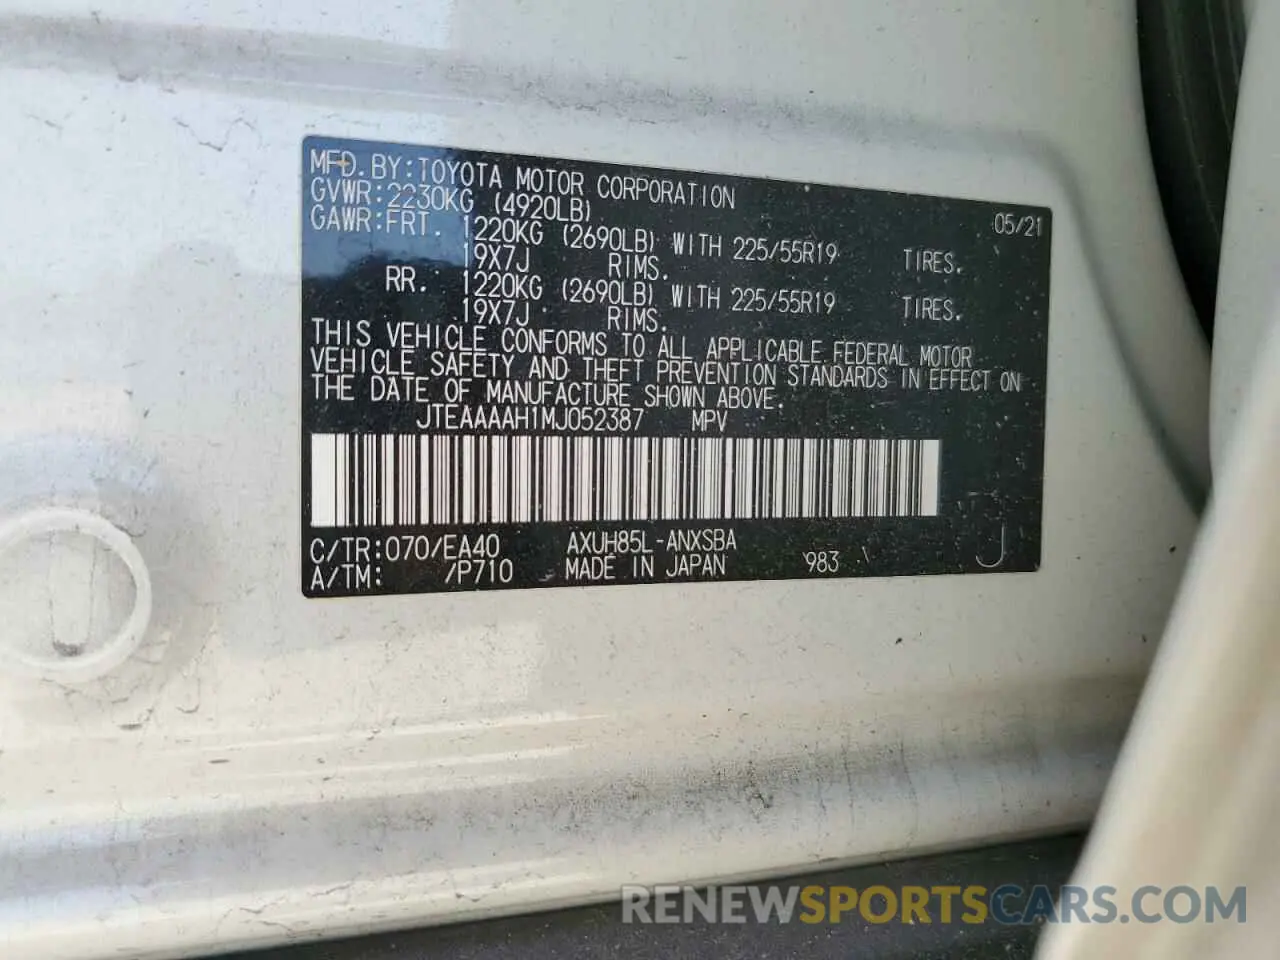 MFD. BY: TOYOTA MOTOR CORPORATION 05/21
GVWR: 2230KG (4920LB)
GAWR: FRT. 1220KG (2690LB) WITH 225/55R19 TIRES.
19X7J RIMS.
RR. 1220KG (2690LB) WITH 225/55R19 TIRES.
19X7J RIMS.
THIS VEHICLE CONFORMS TO ALL APPLICABLE FEDERAL MOTOR
VEHICLE SAFETY AND THEFT PREVENTION STANDARDS IN EFFECT ON
THE DATE OF MANUFACTURE SHOWN ABOVE.
JTEAAAAH1MJ052387 MPV
C/TR: 070/EA40 AXUH85L-ANXSBA
A/TM: /P710 MADE IN JAPAN 983 J
RENEWSPORTSCARS.COM